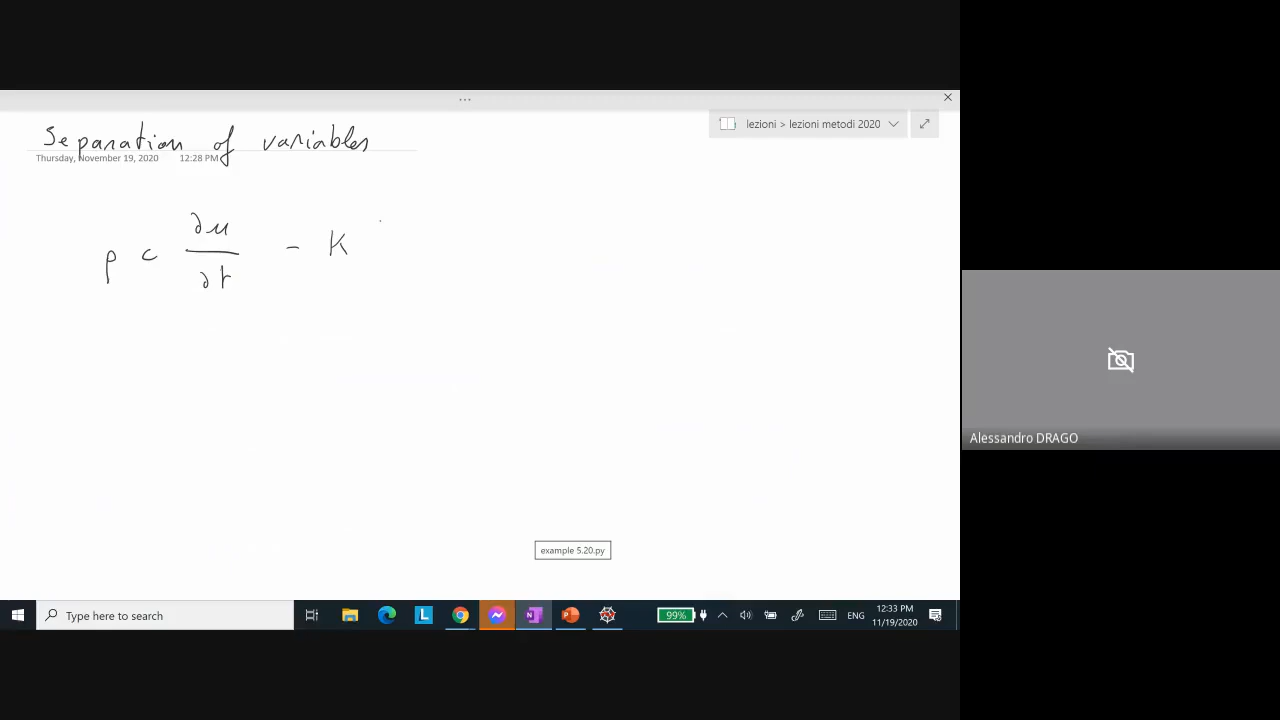 ...
lezioni > lezioni metodi 2020
Separation of variables
Thursday, November 19, 2020 12:28 PM
ρ c ∂u/∂t - K
Alessandro DRAGO
example 5.20.py
Type here to search
L
99%
ENG
12:33 PM
11/19/2020